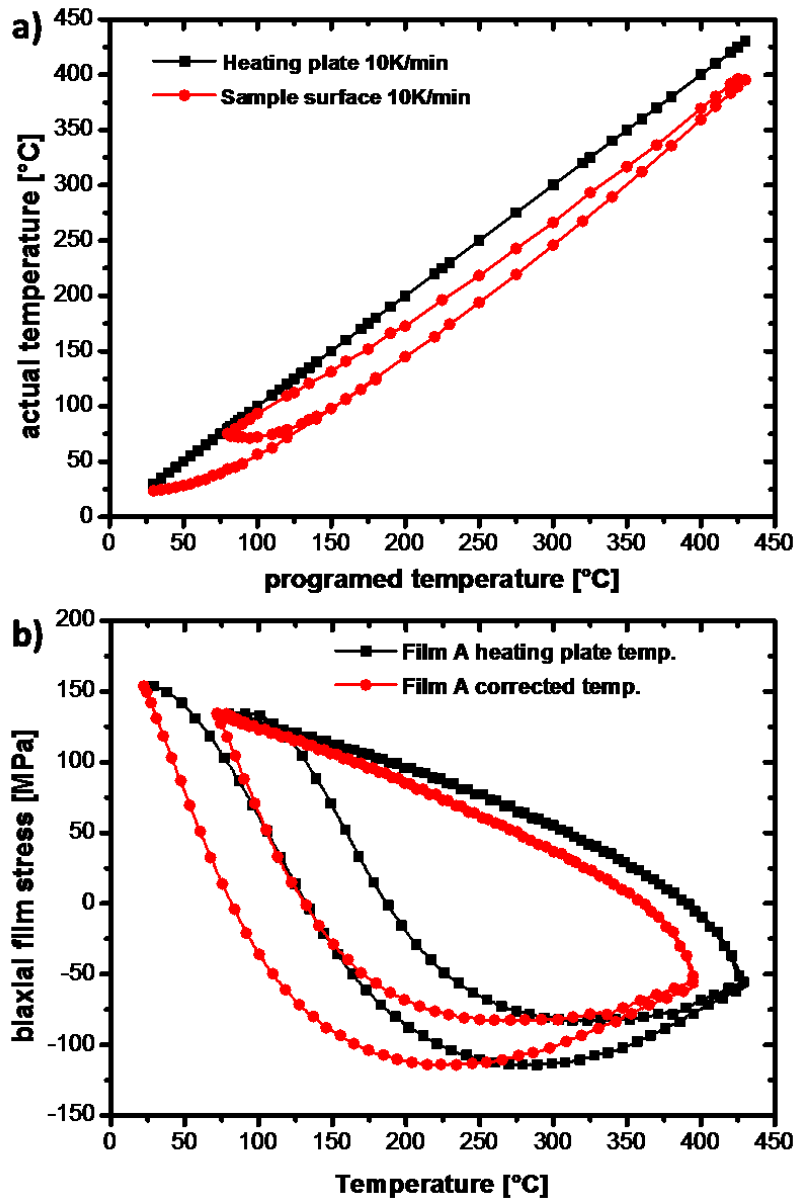 a)
450
400
350
300
250
200
150
100
50
0
actual temperature [°C]
Heating plate 10K/min
Sample surface 10K/min
0 50 100 150 200 250 300 350 400 450
programed temperature [°C]
b)
200
150
100
50
0
-50
-100
-150
biaxial film stress [MPa]
Film A heating plate temp.
Film A corrected temp.
0 50 100 150 200 250 300 350 400 450
Temperature [°C]